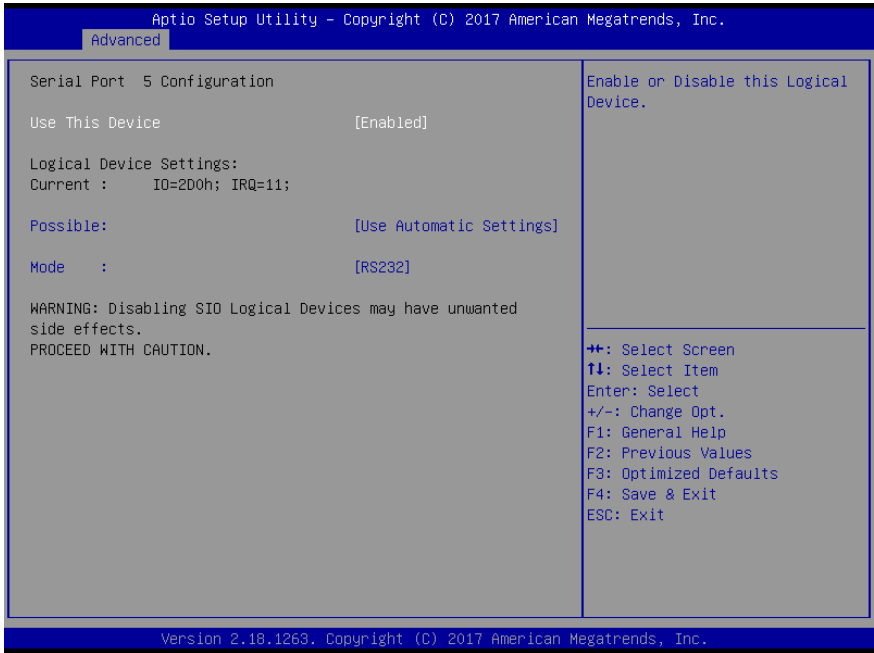 Aptio Setup Utility – Copyright (C) 2017 American Megatrends, Inc.
Advanced
Serial Port 5 Configuration
Use This Device [Enabled]
Logical Device Settings:
Current : IO=2D0h; IRQ=11;
Possible: [Use Automatic Settings]
Mode : [RS232]
WARNING: Disabling SIO Logical Devices may have unwanted
side effects.
PROCEED WITH CAUTION.
Enable or Disable this Logical
Device.
→←: Select Screen
↑↓: Select Item
Enter: Select
+/-: Change Opt.
F1: General Help
F2: Previous Values
F3: Optimized Defaults
F4: Save & Exit
ESC: Exit
Version 2.18.1263. Copyright (C) 2017 American Megatrends, Inc.